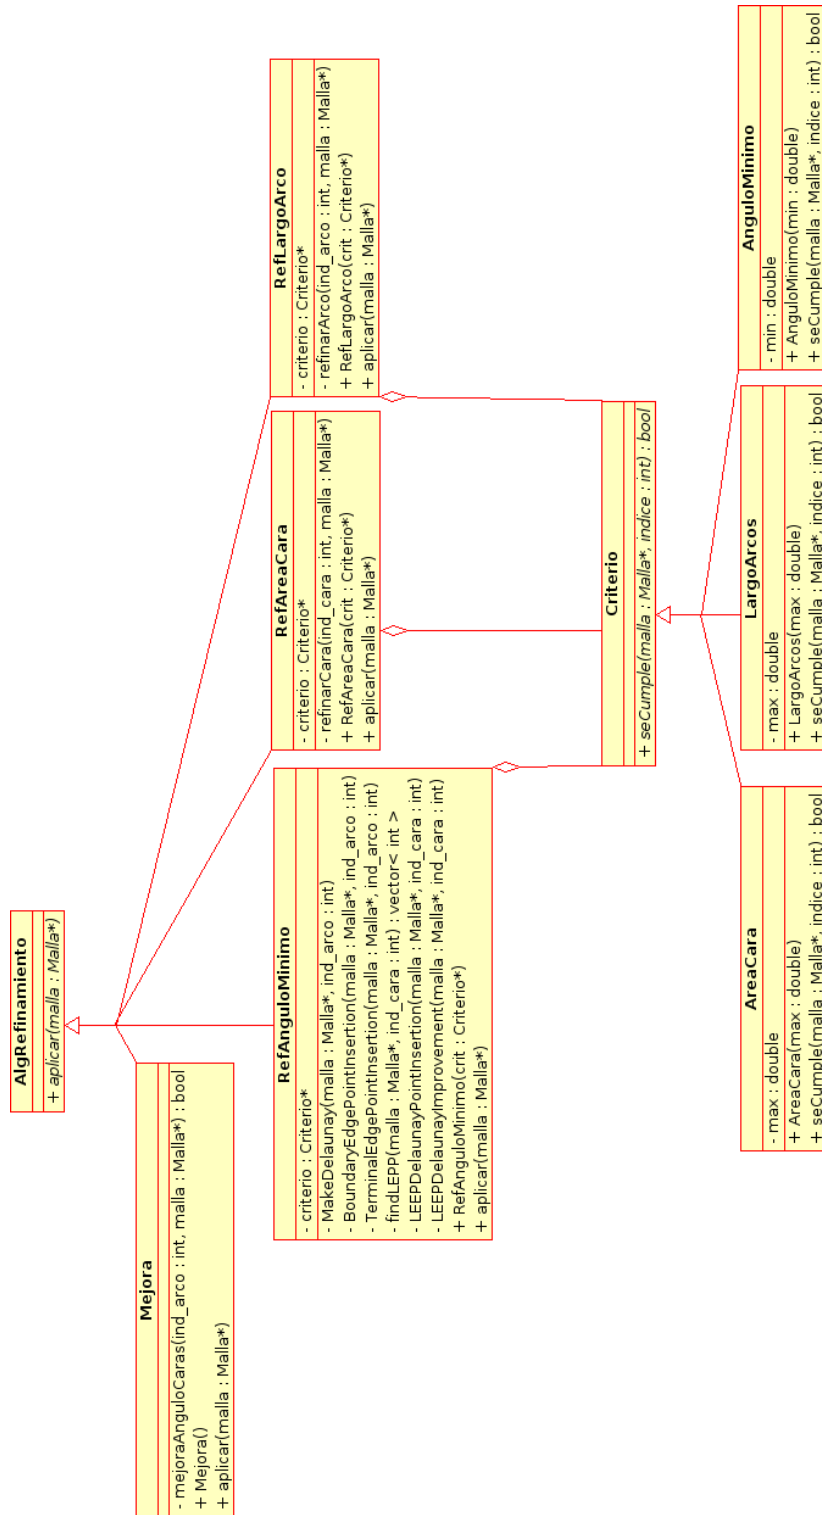 AlgRefinamiento
+ aplicar(malla : Malla*)
Mejora
- mejoraAnguloCaras(ind_arco : int, malla : Malla*) : bool
+ Mejora()
+ aplicar(malla : Malla*)
RefAnguloMinimo
- criterio : Criterio*
- MakeDelaunay(malla : Malla*, ind_arco : int)
- BoundaryEdgePointInsertion(malla : Malla*, ind_arco : int)
- TerminalEdgePointInsertion(malla : Malla*, ind_arco : int)
- findLEPP(malla : Malla*, ind_cara : int) : vector< int >
- LEEPDelaunayPointInsertion(malla : Malla*, ind_cara : int)
- LEEPDelaunayImprovement(malla : Malla*, ind_cara : int)
+ RefAnguloMinimo(crit : Criterio*)
+ aplicar(malla : Malla*)
RefAreaCara
- criterio : Criterio*
- refinarCara(ind_cara : int, malla : Malla*)
+ RefAreaCara(crit : Criterio*)
+ aplicar(malla : Malla*)
RefLargoArco
- criterio : Criterio*
- refinarArco(ind_arco : int, malla : Malla*)
+ RefLargoArco(crit : Criterio*)
+ aplicar(malla : Malla*)
Criterio
+ seCumple(malla : Malla*, indice : int) : bool
AreaCara
- max : double
+ AreaCara(max : double)
+ seCumple(malla : Malla*, indice : int) : bool
LargoArcos
- max : double
+ LargoArcos(max : double)
+ seCumple(malla : Malla*, indice : int) : bool
AnguloMinimo
- min : double
+ AnguloMinimo(min : double)
+ seCumple(malla : Malla*, indice : int) : bool